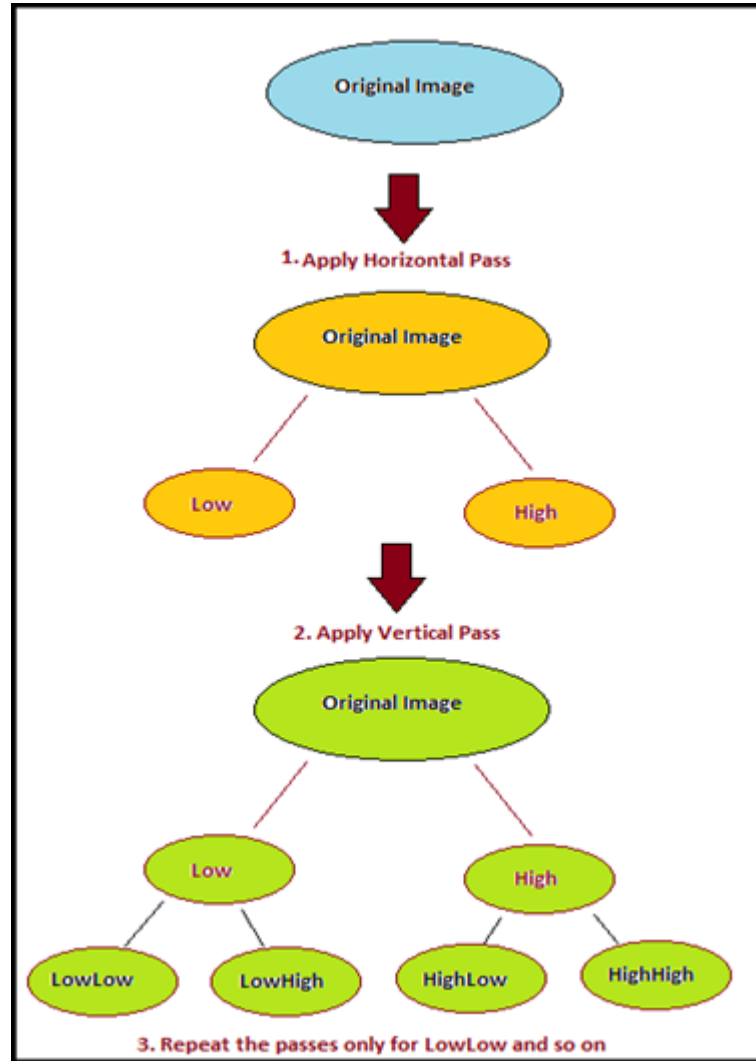 Original Image
1. Apply Horizontal Pass
Original Image
Low
High
2. Apply Vertical Pass
Original Image
Low
High
LowLow
LowHigh
HighLow
HighHigh
3. Repeat the passes only for LowLow and so on